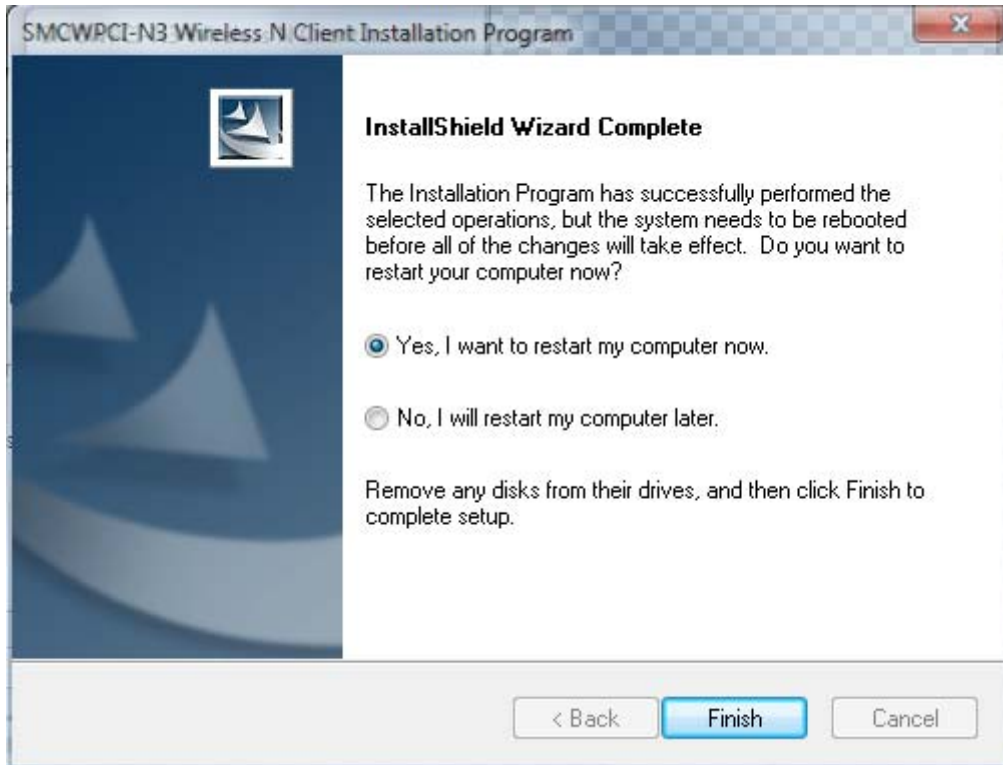 SMCWPCI-N3 Wireless N Client Installation Program
InstallShield Wizard Complete
The Installation Program has successfully performed the
selected operations, but the system needs to be rebooted
before all of the changes will take effect.  Do you want to
restart your computer now?
Yes, I want to restart my computer now.
No, I will restart my computer later.
Remove any disks from their drives, and then click Finish to
complete setup.
< Back
Finish
Cancel